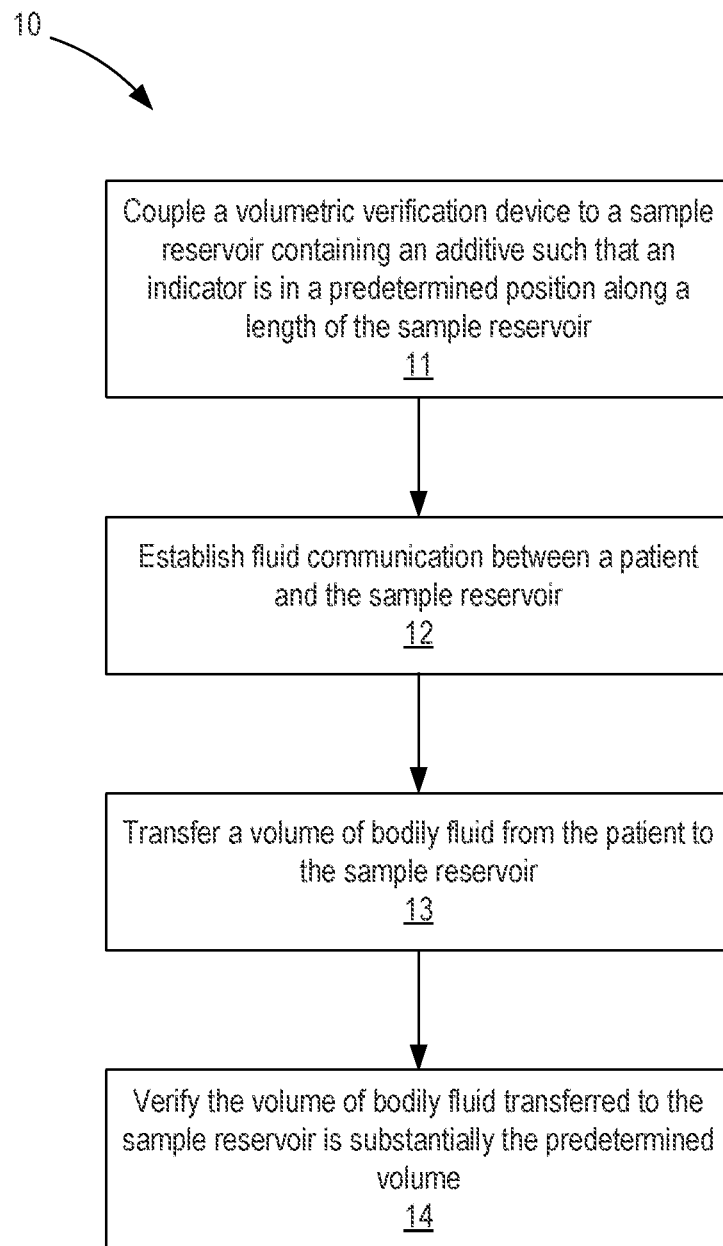 10
Couple a volumetric verification device to a sample
reservoir containing an additive such that an
indicator is in a predetermined position along a
length of the sample reservoir
11
Establish fluid communication between a patient
and the sample reservoir
12
Transfer a volume of bodily fluid from the patient to
the sample reservoir
13
Verify the volume of bodily fluid transferred to the
sample reservoir is substantially the predetermined
volume
14